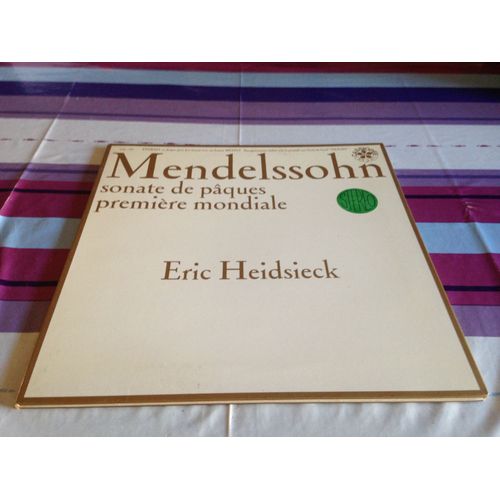 Mendelssohn
sonate de pâques
première mondiale
STEREO
Eric Heidsieck